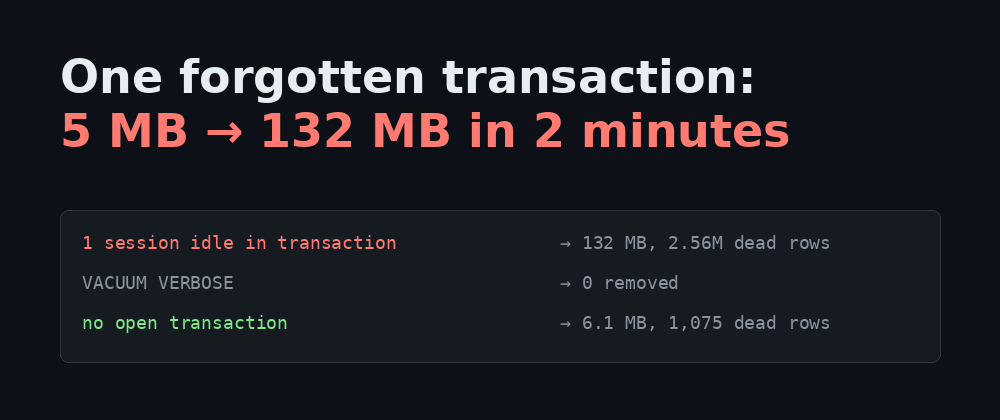 One forgotten transaction:
5 MB → 132 MB in 2 minutes
1 session idle in transaction → 132 MB, 2.56M dead rows
VACUUM VERBOSE → 0 removed
no open transaction → 6.1 MB, 1,075 dead rows